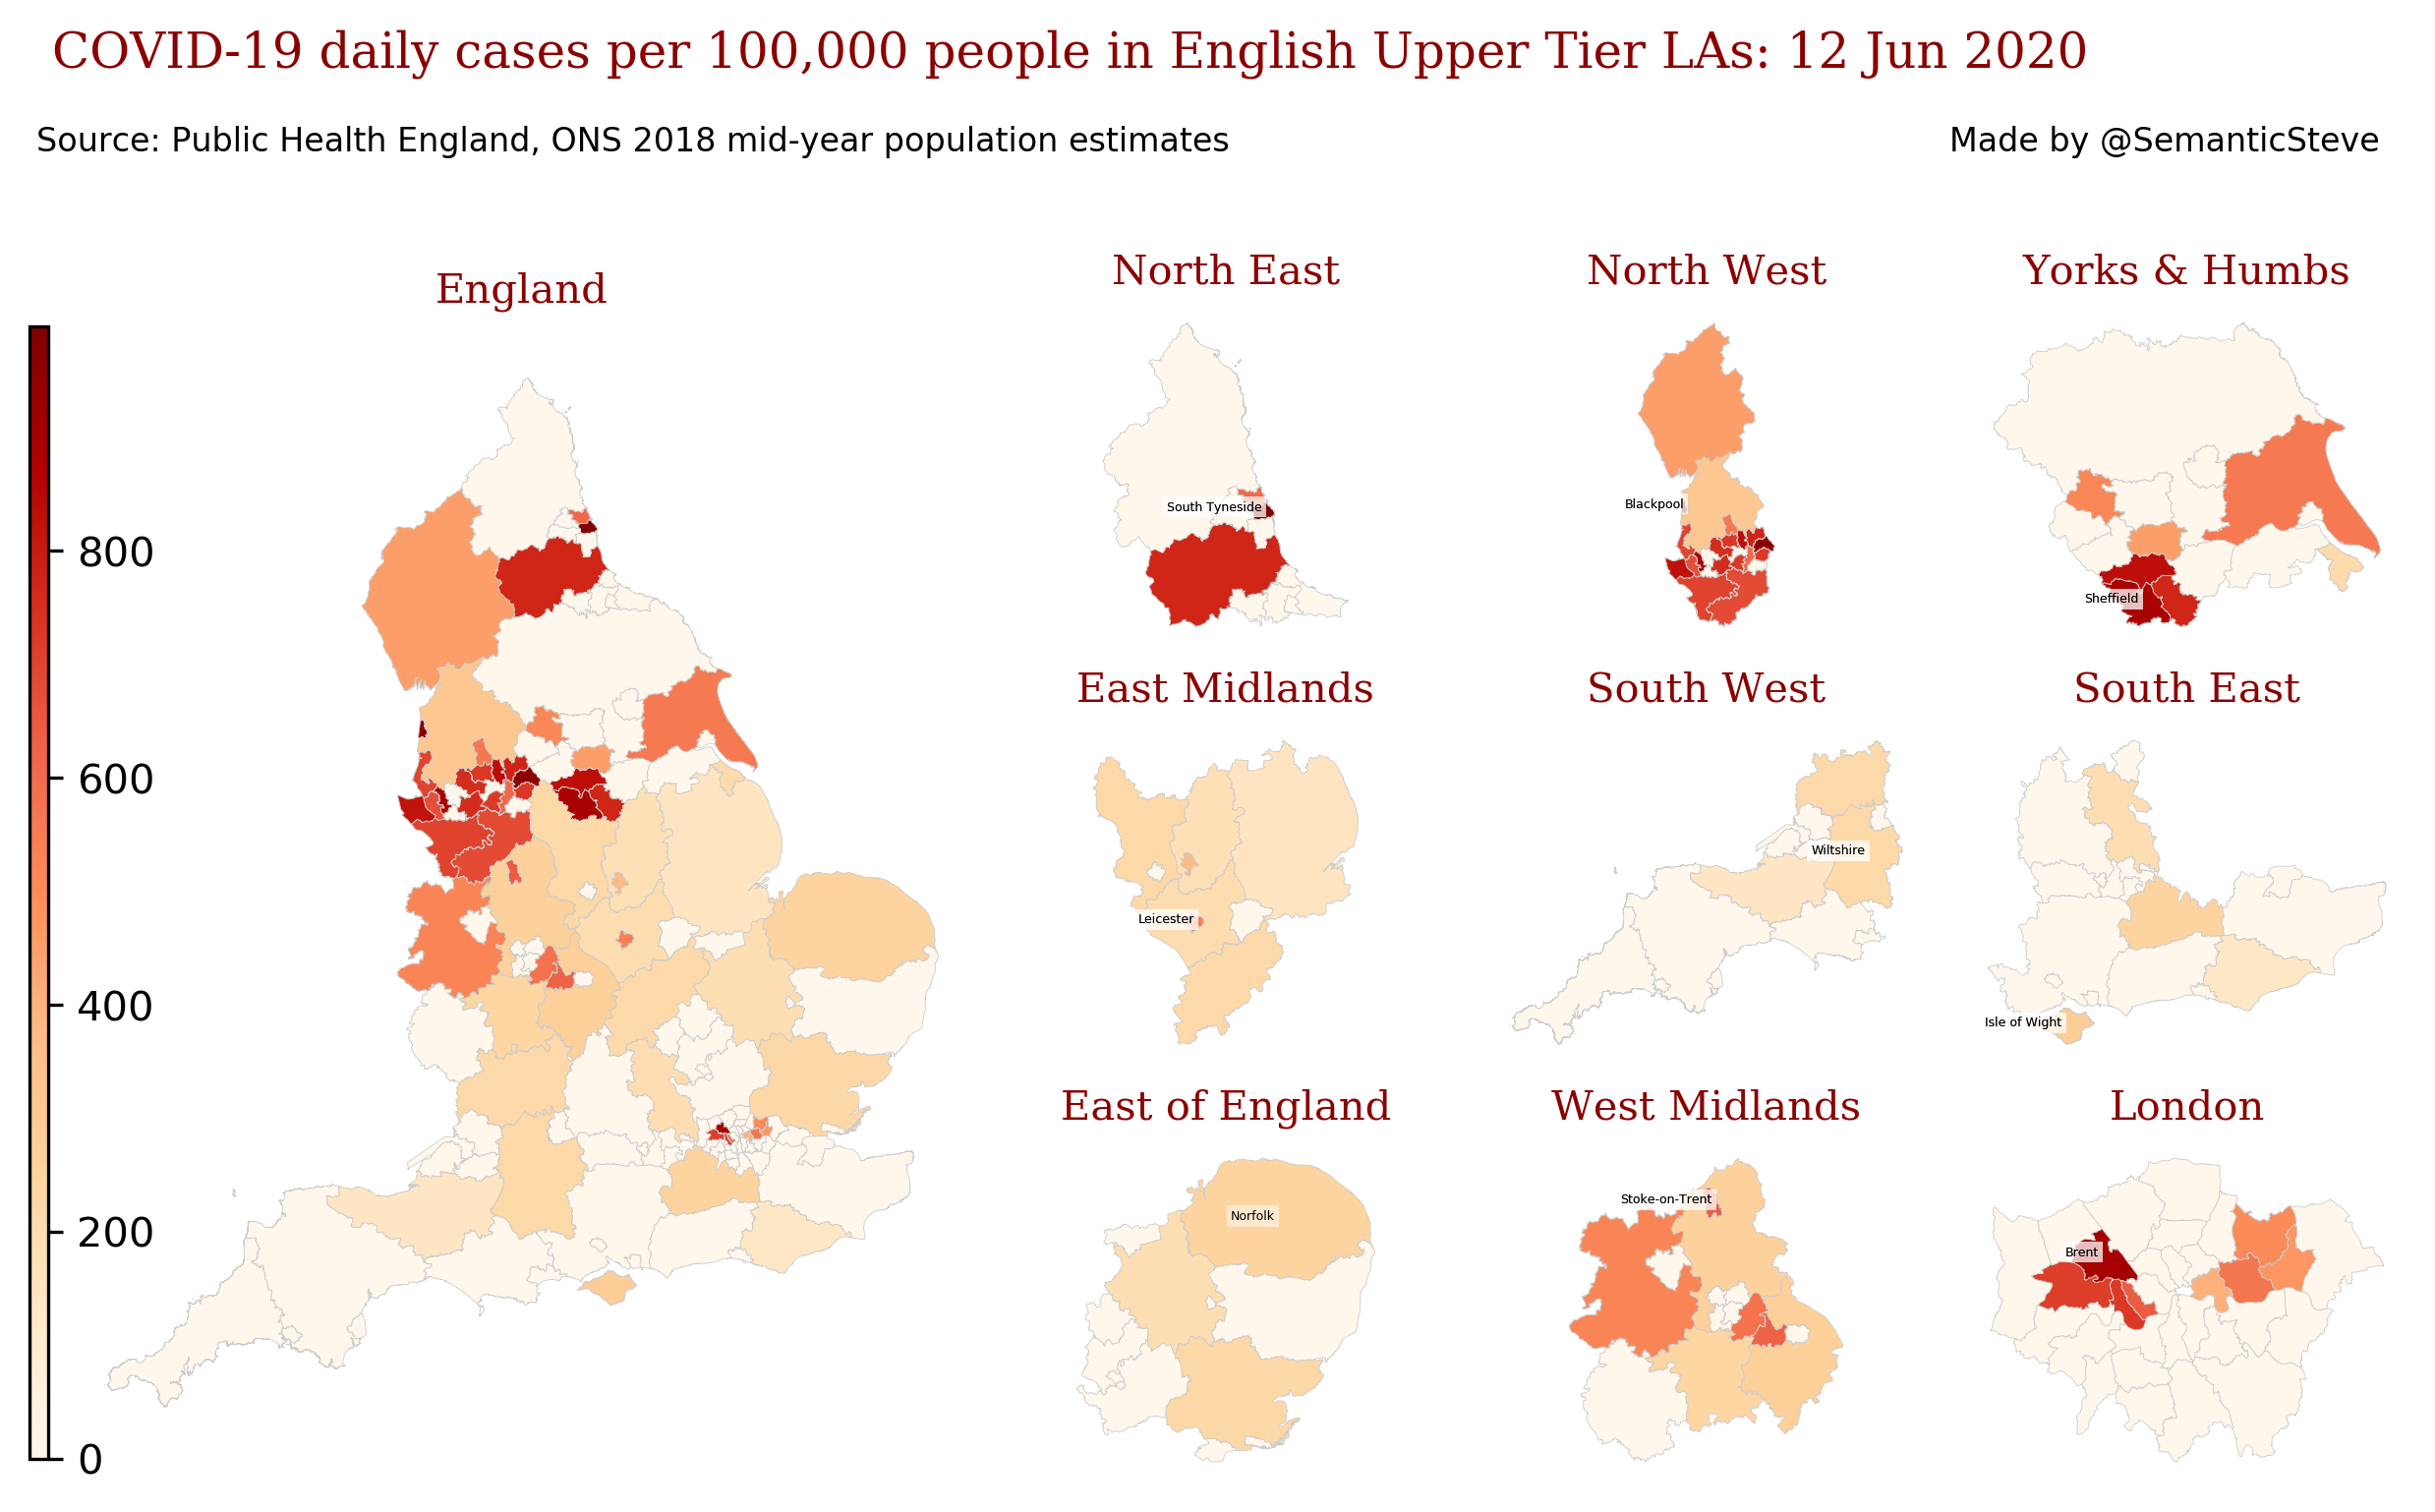 COVID-19 daily cases per 100,000 people in English Upper Tier LAs: 12 Jun 2020
Source: Public Health England, ONS 2018 mid-year population estimates
Made by @SemanticSteve
England
800
600
400
200
0
North East
South Tyneside
North West
Blackpool
Yorks & Humbs
Sheffield
East Midlands
Leicester
South West
Wiltshire
South East
Isle of Wight
East of England
Norfolk
West Midlands
Stoke-on-Trent
London
Brent